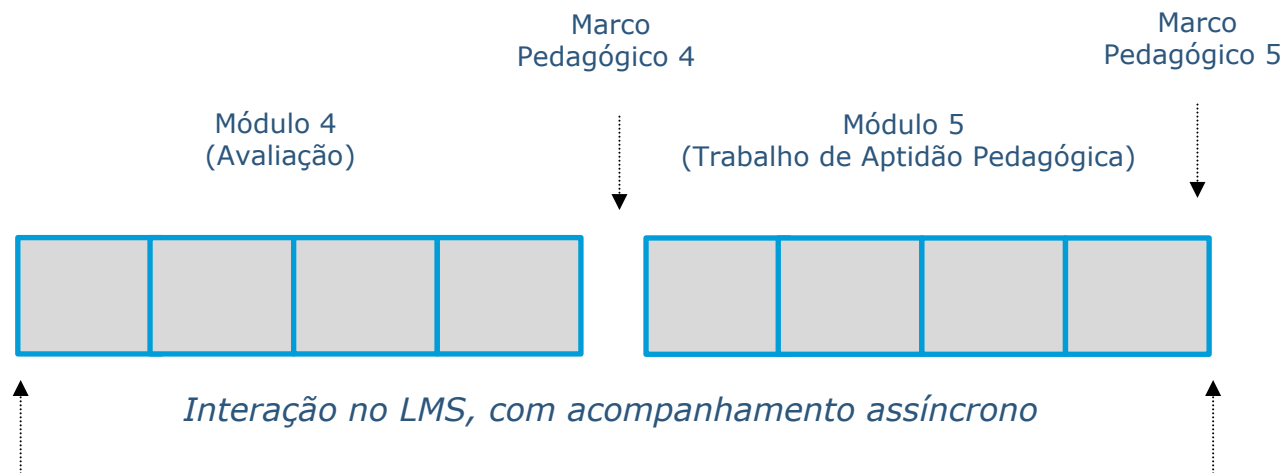 Marco
Pedagógico 4
Marco
Pedagógico 5
Módulo 4
(Avaliação)
Módulo 5
(Trabalho de Aptidão Pedagógica)
Interação no LMS, com acompanhamento assíncrono